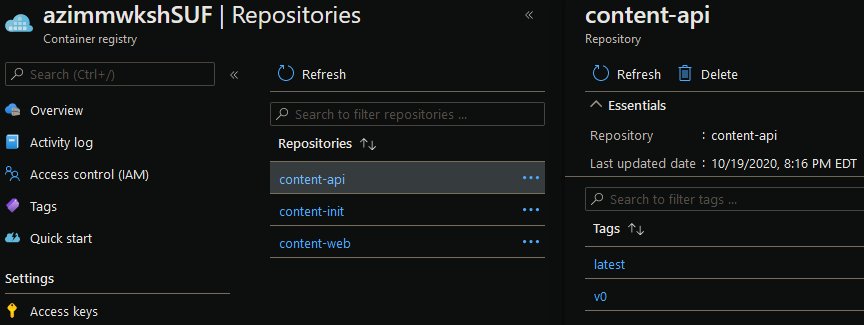 azimmwkshSUF | Repositories
Container registry
«
Search (Ctrl+/)
«
Overview
Activity log
Access control (IAM)
Tags
Quick start
Settings
Access keys
Refresh
Search to filter repositories ...
Repositories ↑↓
content-api ...
content-init ...
content-web ...
content-api
Repository
Refresh Delete
Essentials
Repository : content-api
Last updated date : 10/19/2020, 8:16 PM EDT
Search to filter tags ...
Tags ↑↓
latest
v0